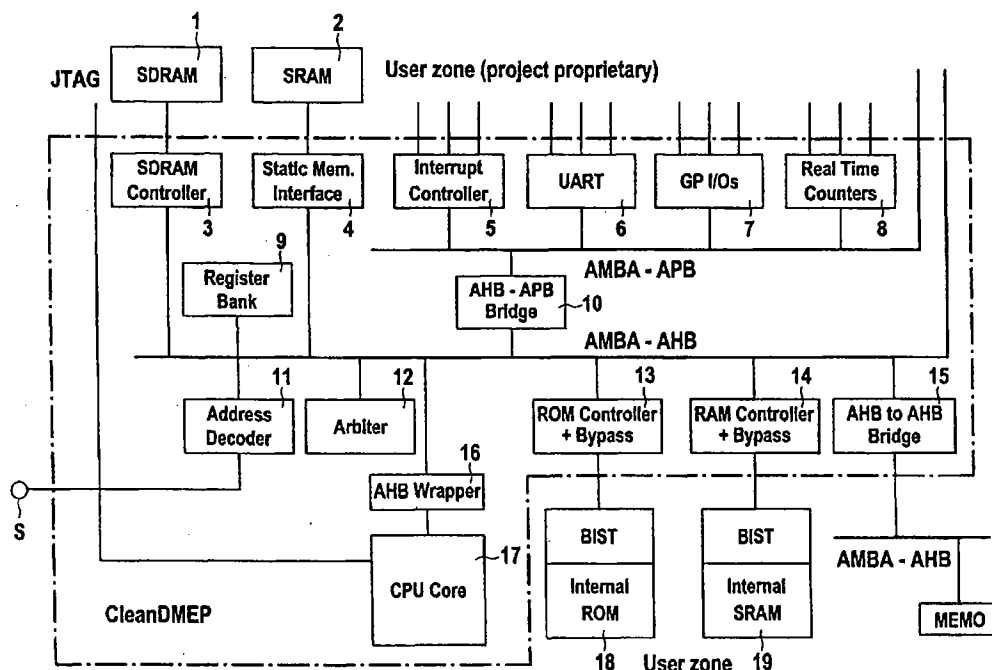 1
2
SDRAM
SRAM
User zone (project proprietary)
JTAG
SDRAM
Controller
Static Mem.
Interface
Interrupt
Controller
UART
GP I/Os
Real Time
Counters
3
4
5
6
7
8
9
Register
Bank
AMBA - APB
AHB - APB
Bridge
10
AMBA - AHB
11
12
13
14
15
Address
Decoder
Arbiter
ROM Controller
+ Bypass
RAM Controller
+ Bypass
AHB to AHB
Bridge
16
AHB Wrapper
S
17
CPU Core
BIST
Internal
ROM
BIST
Internal
SRAM
AMBA - AHB
MEMO
CleanDMEP
18
User zone
19